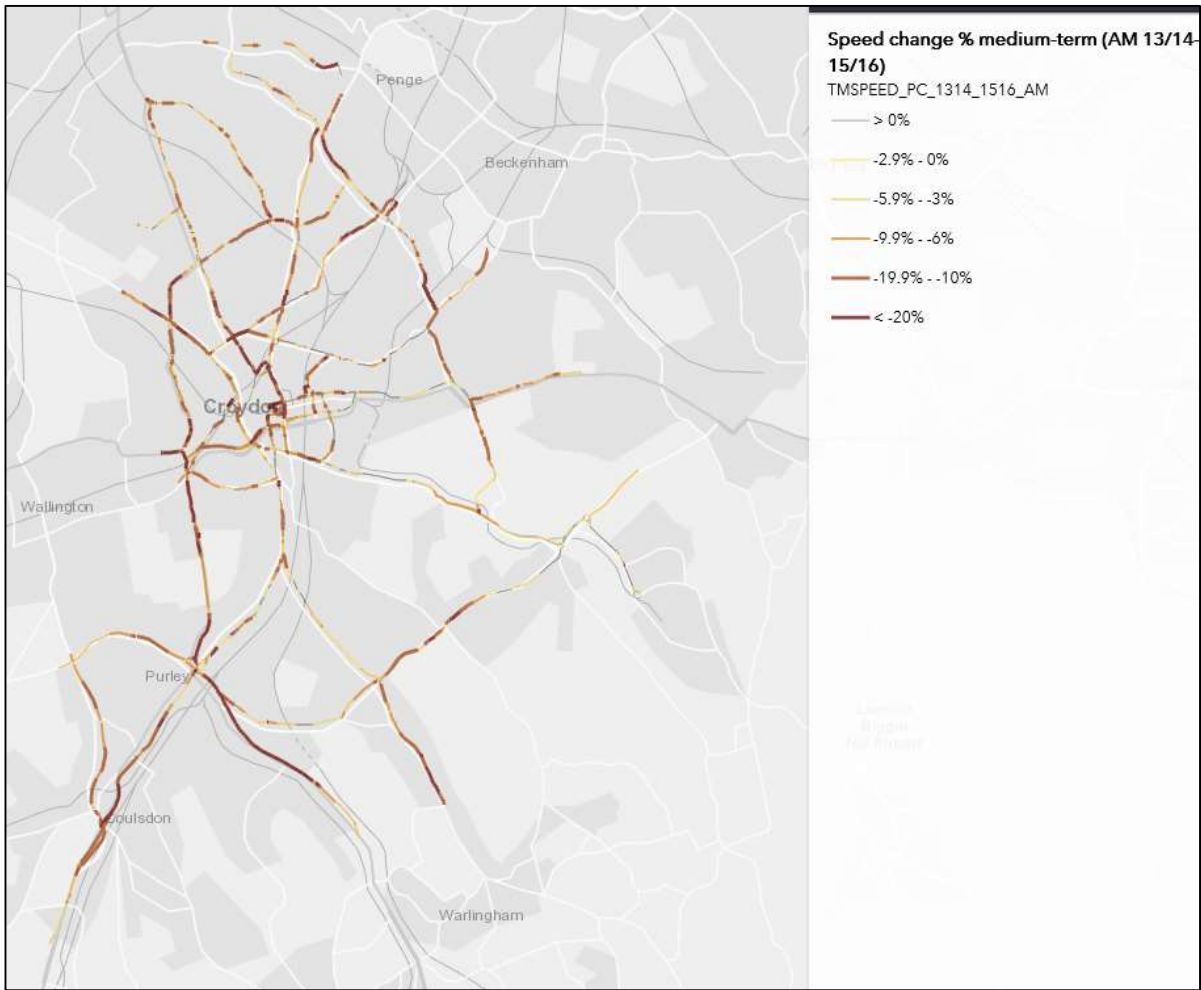 Speed change % medium-term (AM 13/14-
15/16)
TMSPEED_PC_1314_1516_AM
> 0%
-2.9% - 0%
-5.9% - -3%
-9.9% - -6%
-19.9% - -10%
< -20%
Penge
Beckenham
Croydon
Wallington
Purley
Coulsdon
Warlingham